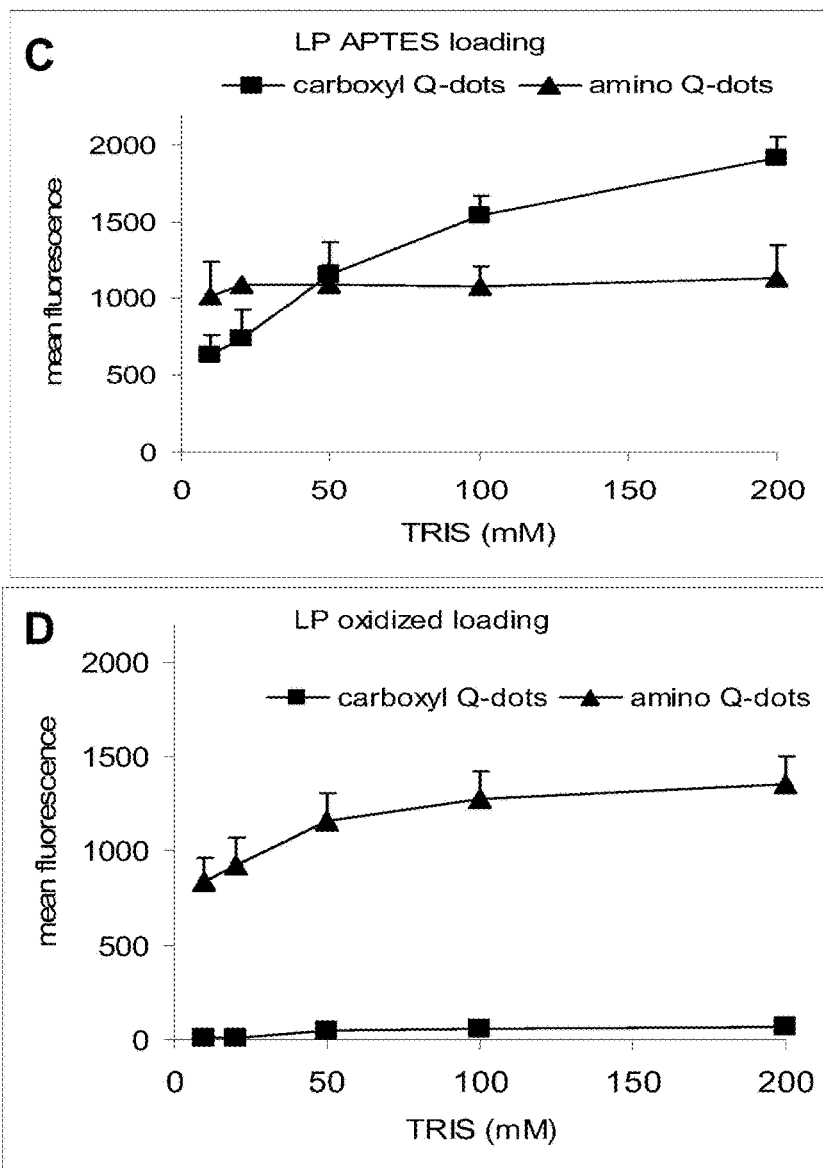 C
LP APTES loading
carboxyl Q-dots amino Q-dots
mean fluorescence
2000
1500
1000
500
0
0 50 100 150 200
TRIS (mM)
D
LP oxidized loading
carboxyl Q-dots amino Q-dots
mean fluorescence
2000
1500
1000
500
0
0 50 100 150 200
TRIS (mM)